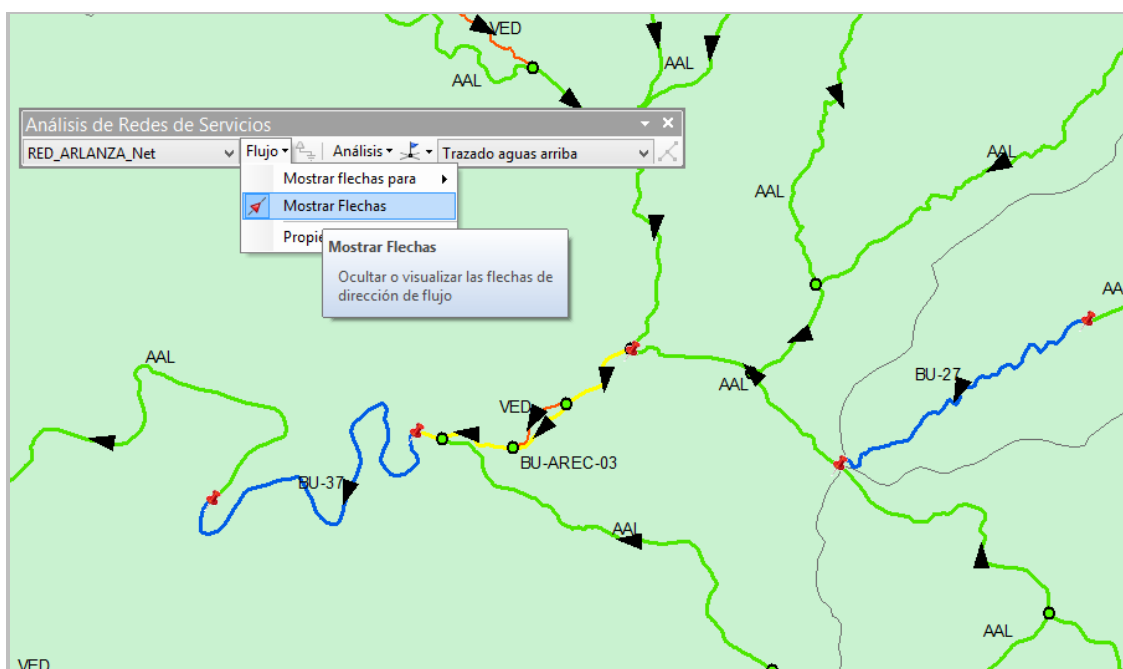 VED
AAL
AAL
Análisis de Redes de Servicios
RED_ARLANZA_Net
Flujo
Análisis
Trazado aguas arriba
Mostrar flechas para
Mostrar Flechas
Propie
Mostrar Flechas
Ocultar o visualizar las flechas de
dirección de flujo
AAL
AAL
AA
AAL
BU-27
AAL
VED
BU-AREC-03
BU-37
AAL
AAL
VED